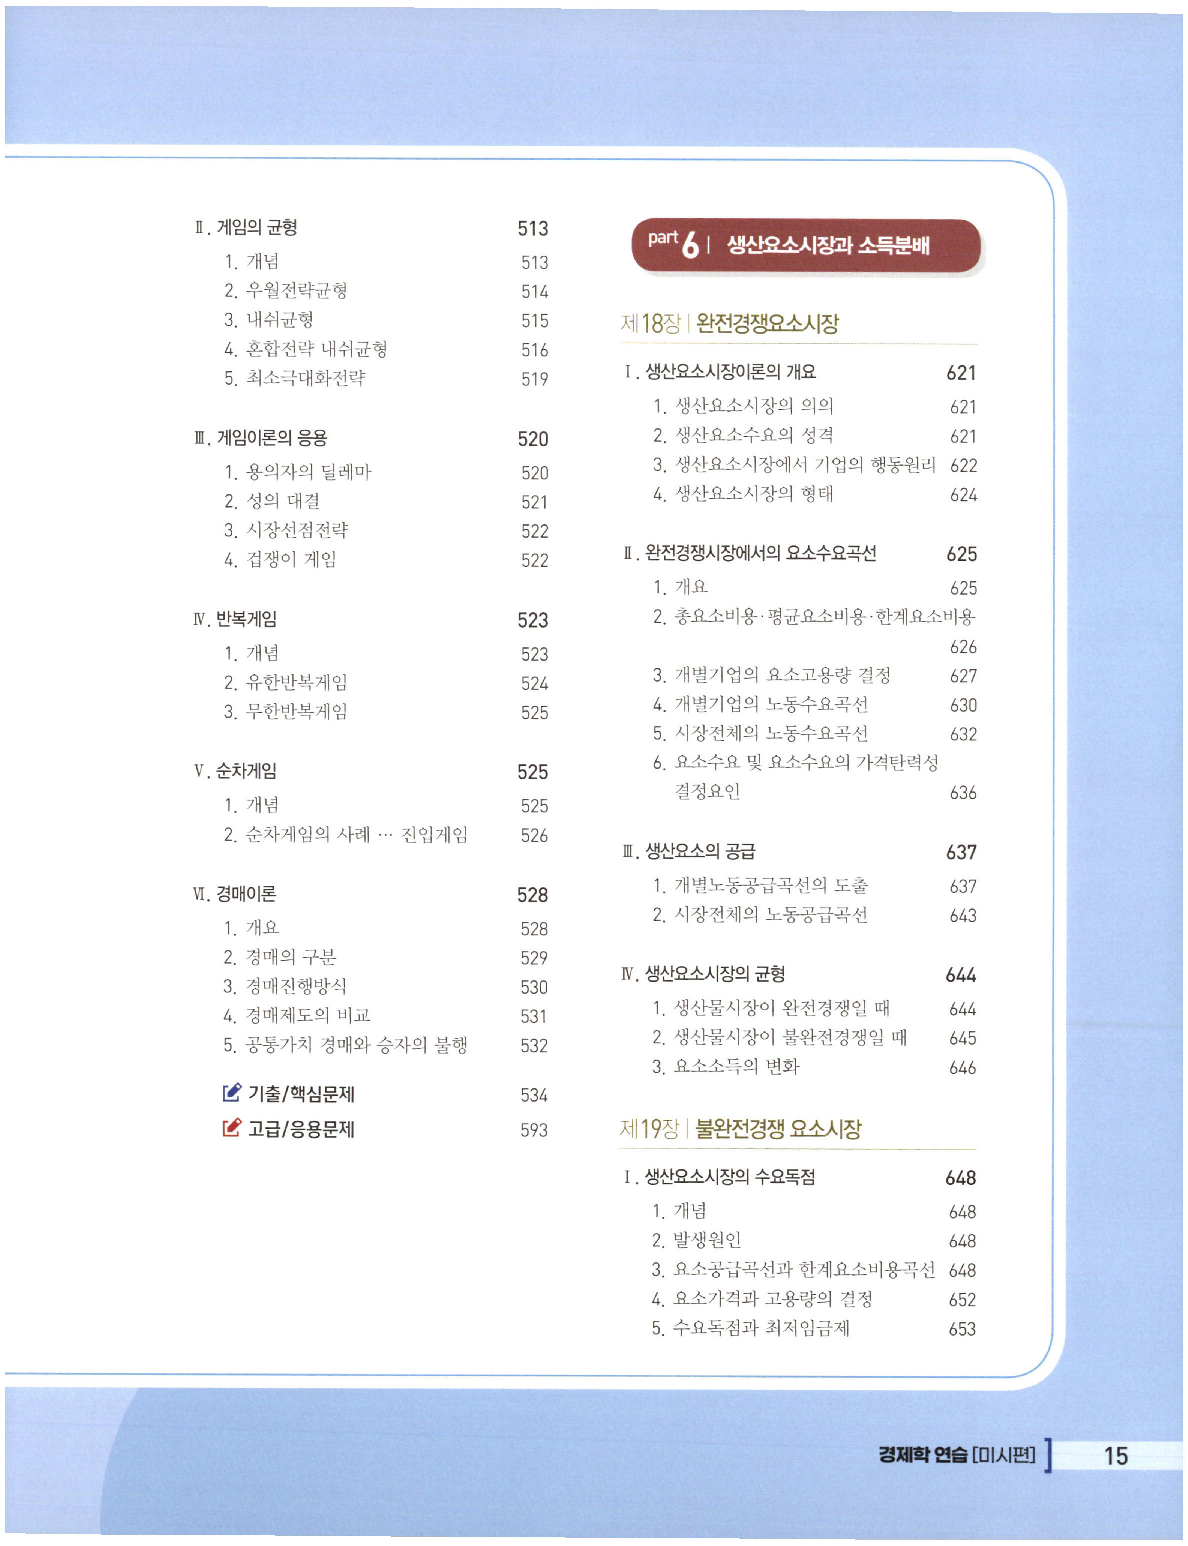 Ⅱ. 게임의 균형 513
1. 개념 513
2. 우월전략균형 514
3. 내쉬균형 515
4. 혼합전략 내쉬균형 516
5. 최소극대화전략 519
Ⅲ. 게임이론의 응용 520
1. 용의자의 딜레마 520
2. 성의 대결 521
3. 시장선점전략 522
4. 겁쟁이 게임 522
Ⅳ. 반복게임 523
1. 개념 523
2. 유한반복게임 524
3. 무한반복게임 525
Ⅴ. 순차게임 525
1. 개념 525
2. 순차게임의 사례 … 진입게임 526
Ⅵ. 경매이론 528
1. 개요 528
2. 경매의 구분 529
3. 경매진행방식 530
4. 경매제도의 비교 531
5. 공통가치 경매와 승자의 불행 532
기출/핵심문제 534
고급/응용문제 593
part 6 | 생산요소시장과 소득분배
제18장 | 완전경쟁요소시장
Ⅰ. 생산요소시장이론의 개요 621
1. 생산요소시장의 의의 621
2. 생산요소수요의 성격 621
3. 생산요소시장에서 기업의 행동원리 622
4. 생산요소시장의 형태 624
Ⅱ. 완전경쟁시장에서의 요소수요곡선 625
1. 개요 625
2. 총요소비용·평균요소비용·한계요소비용
626
3. 개별기업의 요소고용량 결정 627
4. 개별기업의 노동수요곡선 630
5. 시장전체의 노동수요곡선 632
6. 요소수요 및 요소수요의 가격탄력성
결정요인 636
Ⅲ. 생산요소의 공급 637
1. 개별노동공급곡선의 도출 637
2. 시장전체의 노동공급곡선 643
Ⅳ. 생산요소시장의 균형 644
1. 생산물시장이 완전경쟁일 때 644
2. 생산물시장이 불완전경쟁일 때 645
3. 요소소득의 변화 646
제19장 | 불완전경쟁 요소시장
Ⅰ. 생산요소시장의 수요독점 648
1. 개념 648
2. 발생원인 648
3. 요소공급곡선과 한계요소비용곡선 648
4. 요소가격과 고용량의 결정 652
5. 수요독점과 최저임금제 653
경제학 연습 [미시편] ] 15